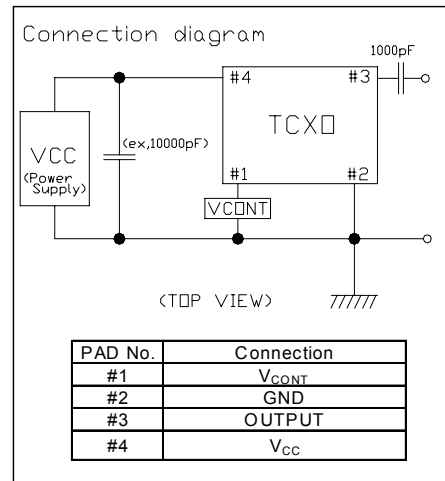 Connection diagram
1000pF
#4 #3
TCXO
(ex,10000pF)
VCC
(Power
Supply)
#1 #2
VCONT
(TOP VIEW)
PAD No. Connection
#1 VCONT
#2 GND
#3 OUTPUT
#4 VCC